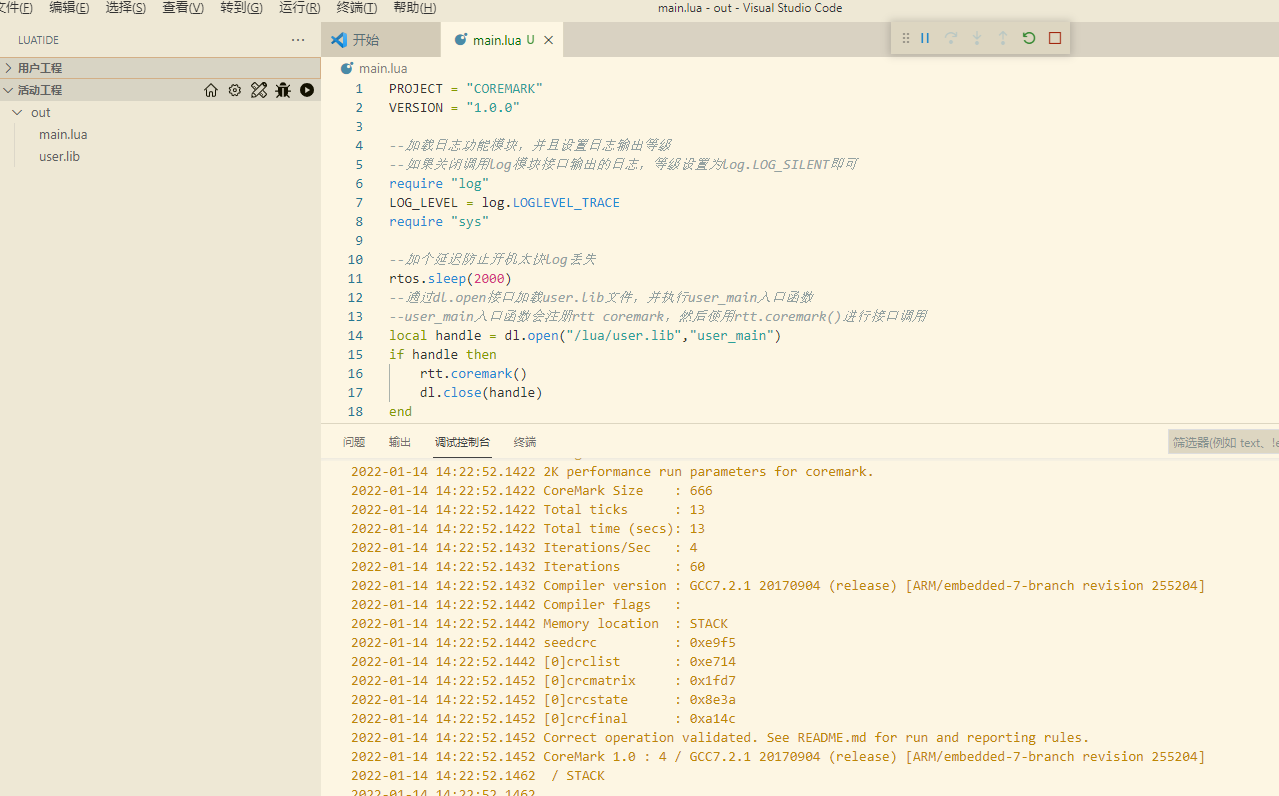 文件(F) 编辑(E) 选择(S) 查看(V) 转到(G) 运行(R) 终端(T) 帮助(H) main.lua - out - Visual Studio Code
LUATIDE ···
用户工程
活动工程
out
main.lua
user.lib
开始 main.lua U
main.lua
1 PROJECT = "COREMARK"
2 VERSION = "1.0.0"
3
4 --加载日志功能模块，并且设置日志输出等级
5 --如果关闭调用log模块接口输出的日志，等级设置为log.LOG_SILENT即可
6 require "log"
7 LOG_LEVEL = log.LOGLEVEL_TRACE
8 require "sys"
9
10 --加个延迟防止开机太快log丢失
11 rtos.sleep(2000)
12 --通过dl.open接口加载user.lib文件，并执行user_main入口函数
13 --user_main入口函数会注册rtt coremark，然后使用rtt.coremark()进行接口调用
14 local handle = dl.open("/lua/user.lib","user_main")
15 if handle then
16 rtt.coremark()
17 dl.close(handle)
18 end
问题 输出 调试控制台 终端 筛选器(例如 text、!e
2022-01-14 14:22:52.1422 2K performance run parameters for coremark.
2022-01-14 14:22:52.1422 CoreMark Size : 666
2022-01-14 14:22:52.1422 Total ticks : 13
2022-01-14 14:22:52.1422 Total time (secs): 13
2022-01-14 14:22:52.1432 Iterations/Sec : 4
2022-01-14 14:22:52.1432 Iterations : 60
2022-01-14 14:22:52.1432 Compiler version : GCC7.2.1 20170904 (release) [ARM/embedded-7-branch revision 255204]
2022-01-14 14:22:52.1442 Compiler flags :
2022-01-14 14:22:52.1442 Memory location : STACK
2022-01-14 14:22:52.1442 seedcrc : 0xe9f5
2022-01-14 14:22:52.1442 [0]crclist : 0xe714
2022-01-14 14:22:52.1452 [0]crcmatrix : 0x1fd7
2022-01-14 14:22:52.1452 [0]crcstate : 0x8e3a
2022-01-14 14:22:52.1452 [0]crcfinal : 0xa14c
2022-01-14 14:22:52.1452 Correct operation validated. See README.md for run and reporting rules.
2022-01-14 14:22:52.1452 CoreMark 1.0 : 4 / GCC7.2.1 20170904 (release) [ARM/embedded-7-branch revision 255204]
2022-01-14 14:22:52.1462 / STACK
2022-01-14 14:22:52.1462